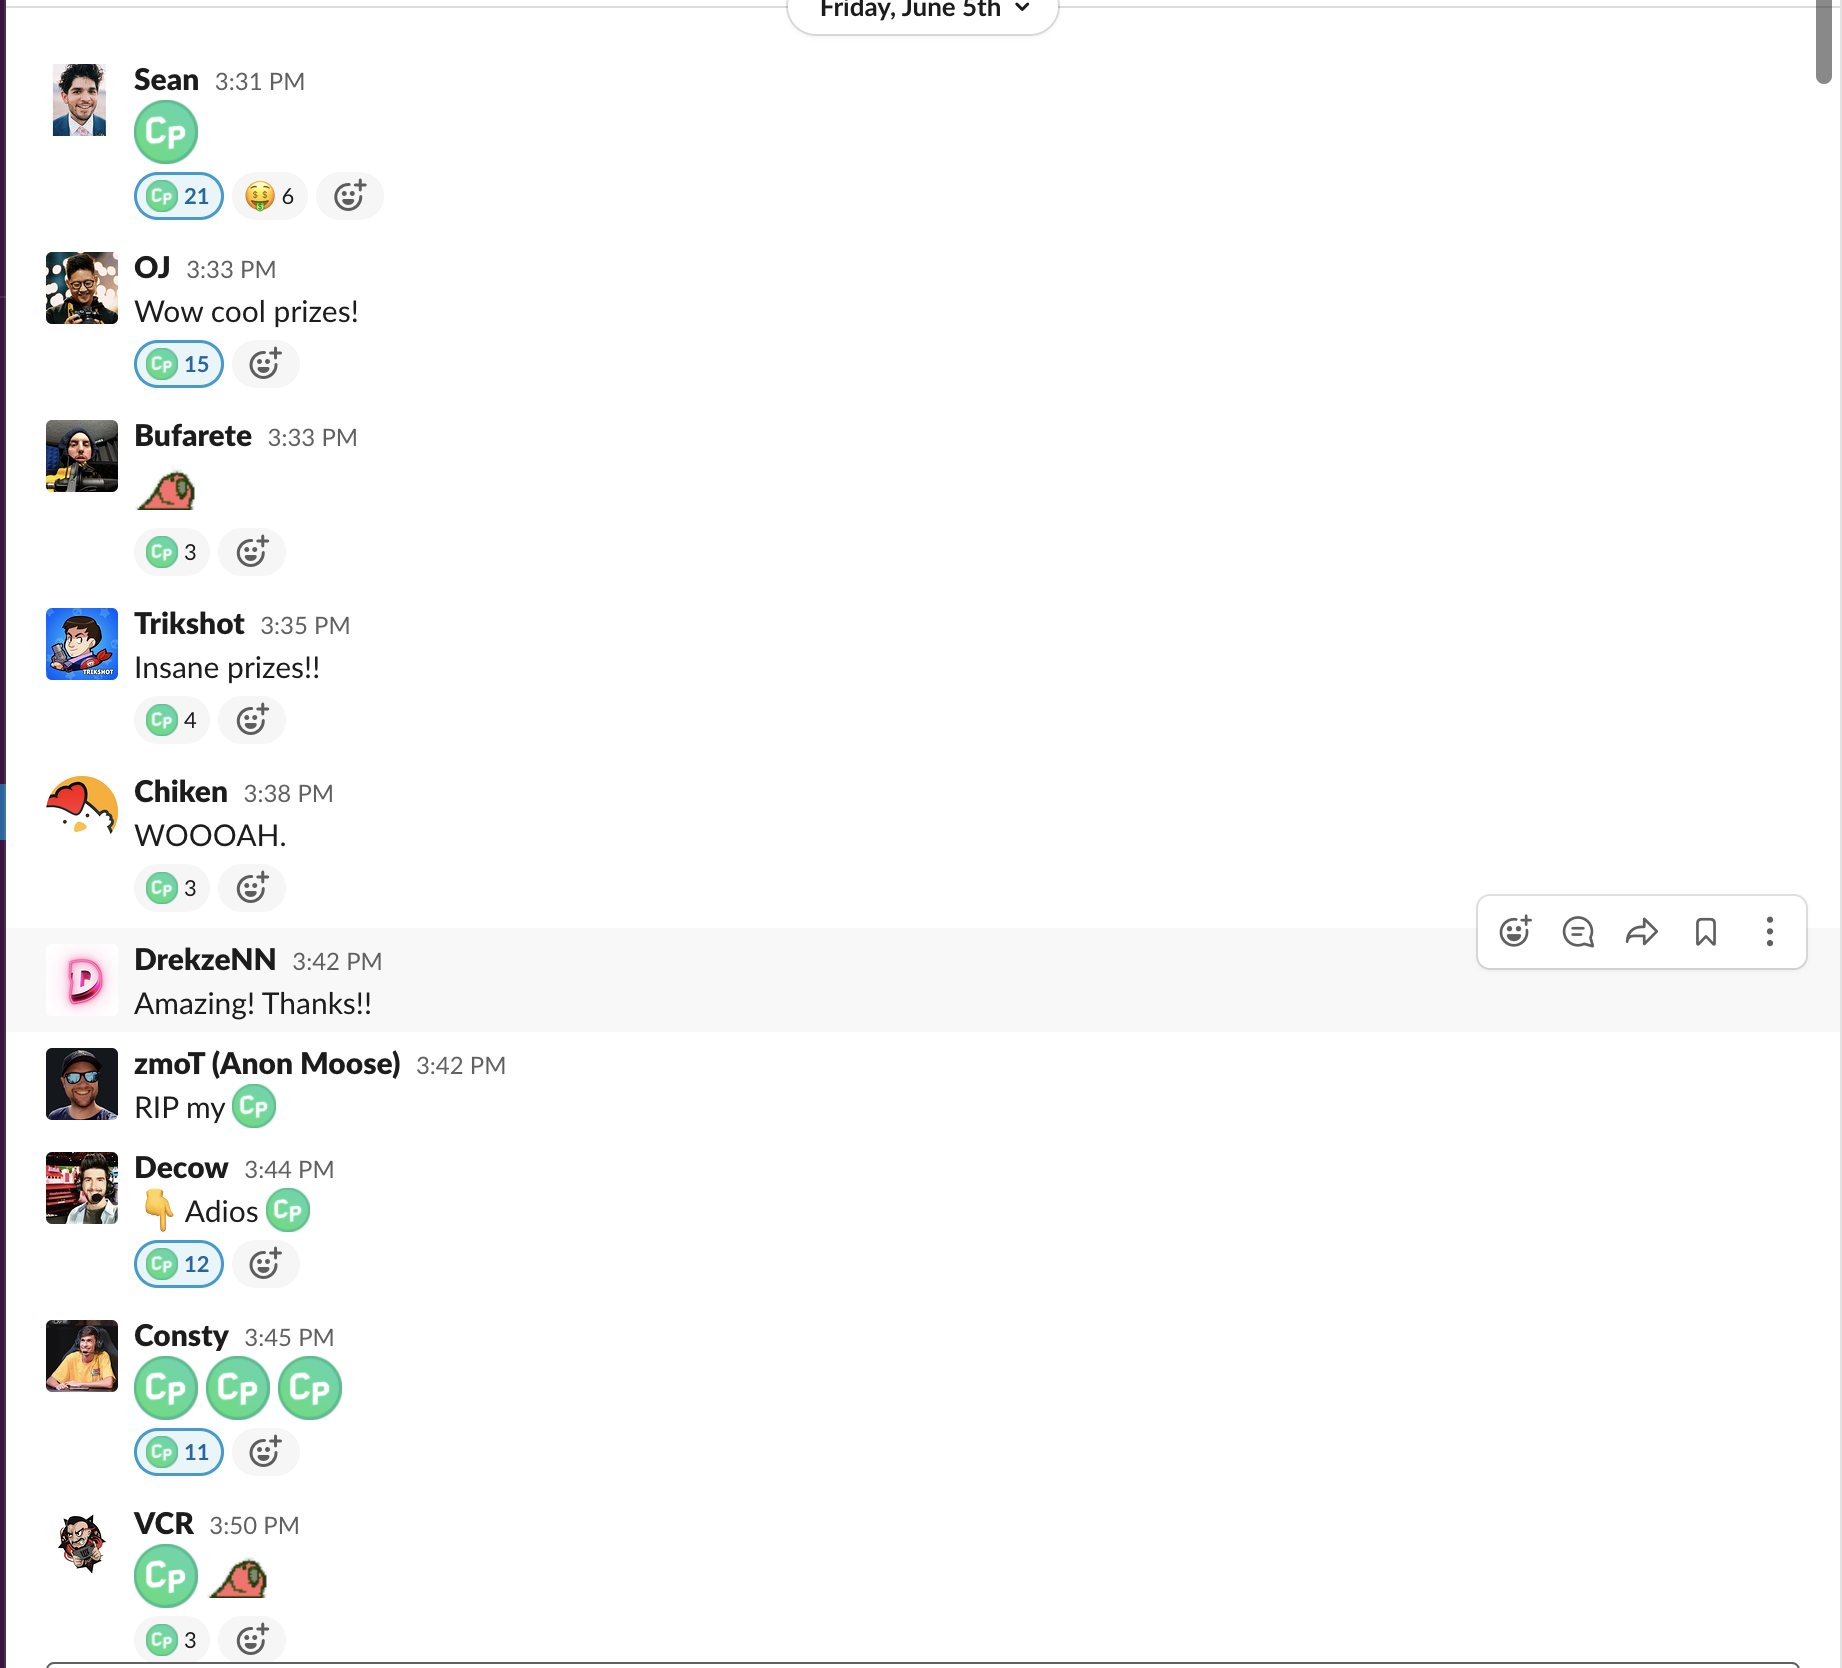 Friday, June 5th
Sean 3:31 PM
Cp
Cp 21 6
OJ 3:33 PM
Wow cool prizes!
Cp 15
Bufarete 3:33 PM
Cp 3
Trikshot 3:35 PM
TRIKSHOT
Insane prizes!!
Cp 4
Chiken 3:38 PM
WOOOAH.
Cp 3
D
DrekzeNN 3:42 PM
Amazing! Thanks!!
zmoT (Anon Moose) 3:42 PM
RIP my Cp
Decow 3:44 PM
Adios Cp
Cp 12
Consty 3:45 PM
Cp Cp Cp
Cp 11
VCR 3:50 PM
Cp
Cp 3